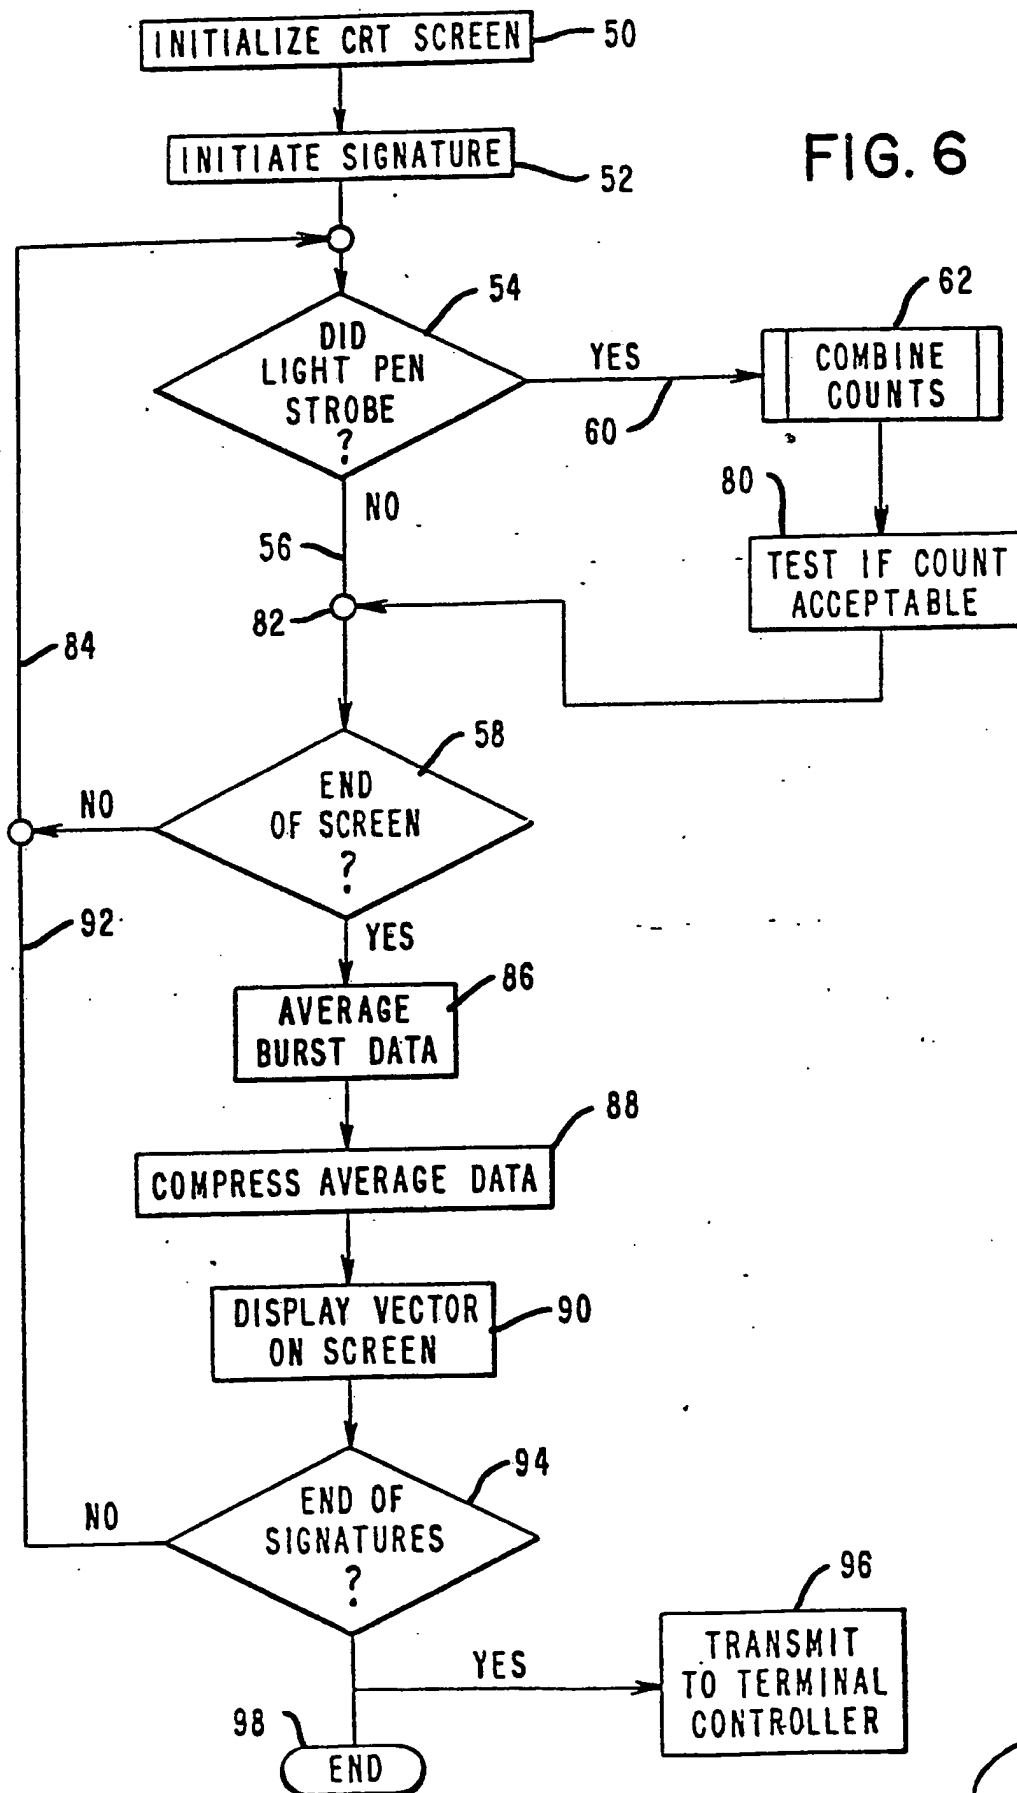 INITIALIZE CRT SCREEN
50
INITIATE SIGNATURE
52
FIG. 6
DID
LIGHT PEN
STROBE
?
54
YES
60
62
COMBINE
COUNTS
NO
56
80
TEST IF COUNT
ACCEPTABLE
82
84
58
END
OF SCREEN
?
NO
92
YES
86
AVERAGE
BURST DATA
88
COMPRESS AVERAGE DATA
DISPLAY VECTOR
ON SCREEN
90
94
END OF
SIGNATURES
?
NO
YES
96
TRANSMIT
TO TERMINAL
CONTROLLER
98
END